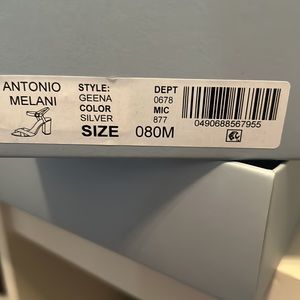 ANTONIO MELANI
STYLE:
GEENA
COLOR
SILVER
SIZE 080M
DEPT
0678
MIC
877
0490688567955